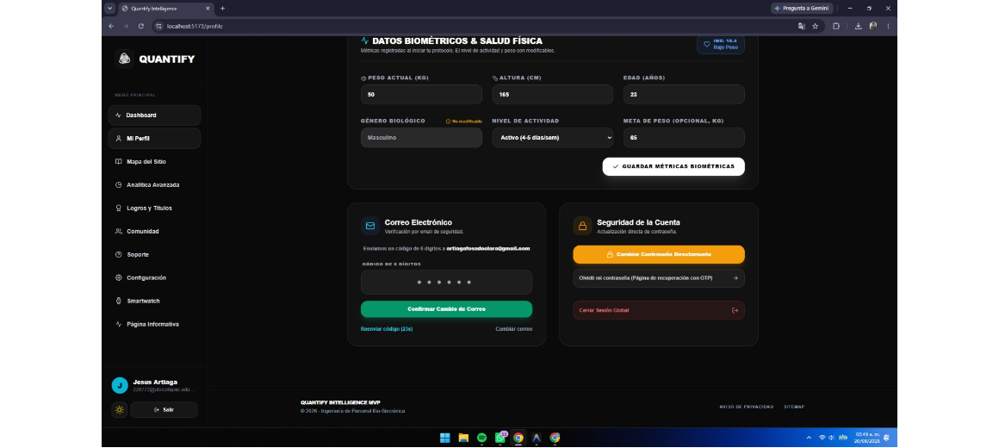 Quantify Intelligence
Pregunta a Gemini
localhost:5173/profile
QUANTIFY
MENÚ PRINCIPAL
Dashboard
Mi Perfil
Mapa del Sitio
Analítica Avanzada
Logros y Títulos
Comunidad
Soporte
Configuración
Smartwatch
Página Informativa
J
Jesus Artiaga
Salir
DATOS BIOMÉTRICOS & SALUD FÍSICA
Métricas registradas al iniciar tu protocolo. El nivel de actividad y peso son modificables.
IMC: 18.4
Bajo Peso
PESO ACTUAL (KG)
ALTURA (CM)
EDAD (AÑOS)
50
165
23
GÉNERO BIOLÓGICO
No modificable
NIVEL DE ACTIVIDAD
META DE PESO (OPCIONAL, KG)
Masculino
Activo (4-5 días/sem)
65
GUARDAR MÉTRICAS BIOMÉTRICAS
Correo Electrónico
Verificación por email de seguridad.
Enviamos un código de 6 dígitos a artiagafosadoclara@gmail.com
CÓDIGO DE 6 DÍGITOS
Confirmar Cambio de Correo
Reenviar código (23s)
Cambiar correo
Seguridad de la Cuenta
Actualización directa de contraseña.
Cambiar Contraseña Directamente
Olvidé mi contraseña (Página de recuperación con OTP)
Cerrar Sesión Global
QUANTIFY INTELLIGENCE MVP
© 2026 - Ingeniería de Personal Bio-Sincrónica
AVISO DE PRIVACIDAD
SITEMAP
02:49 a. m.
20/06/2026